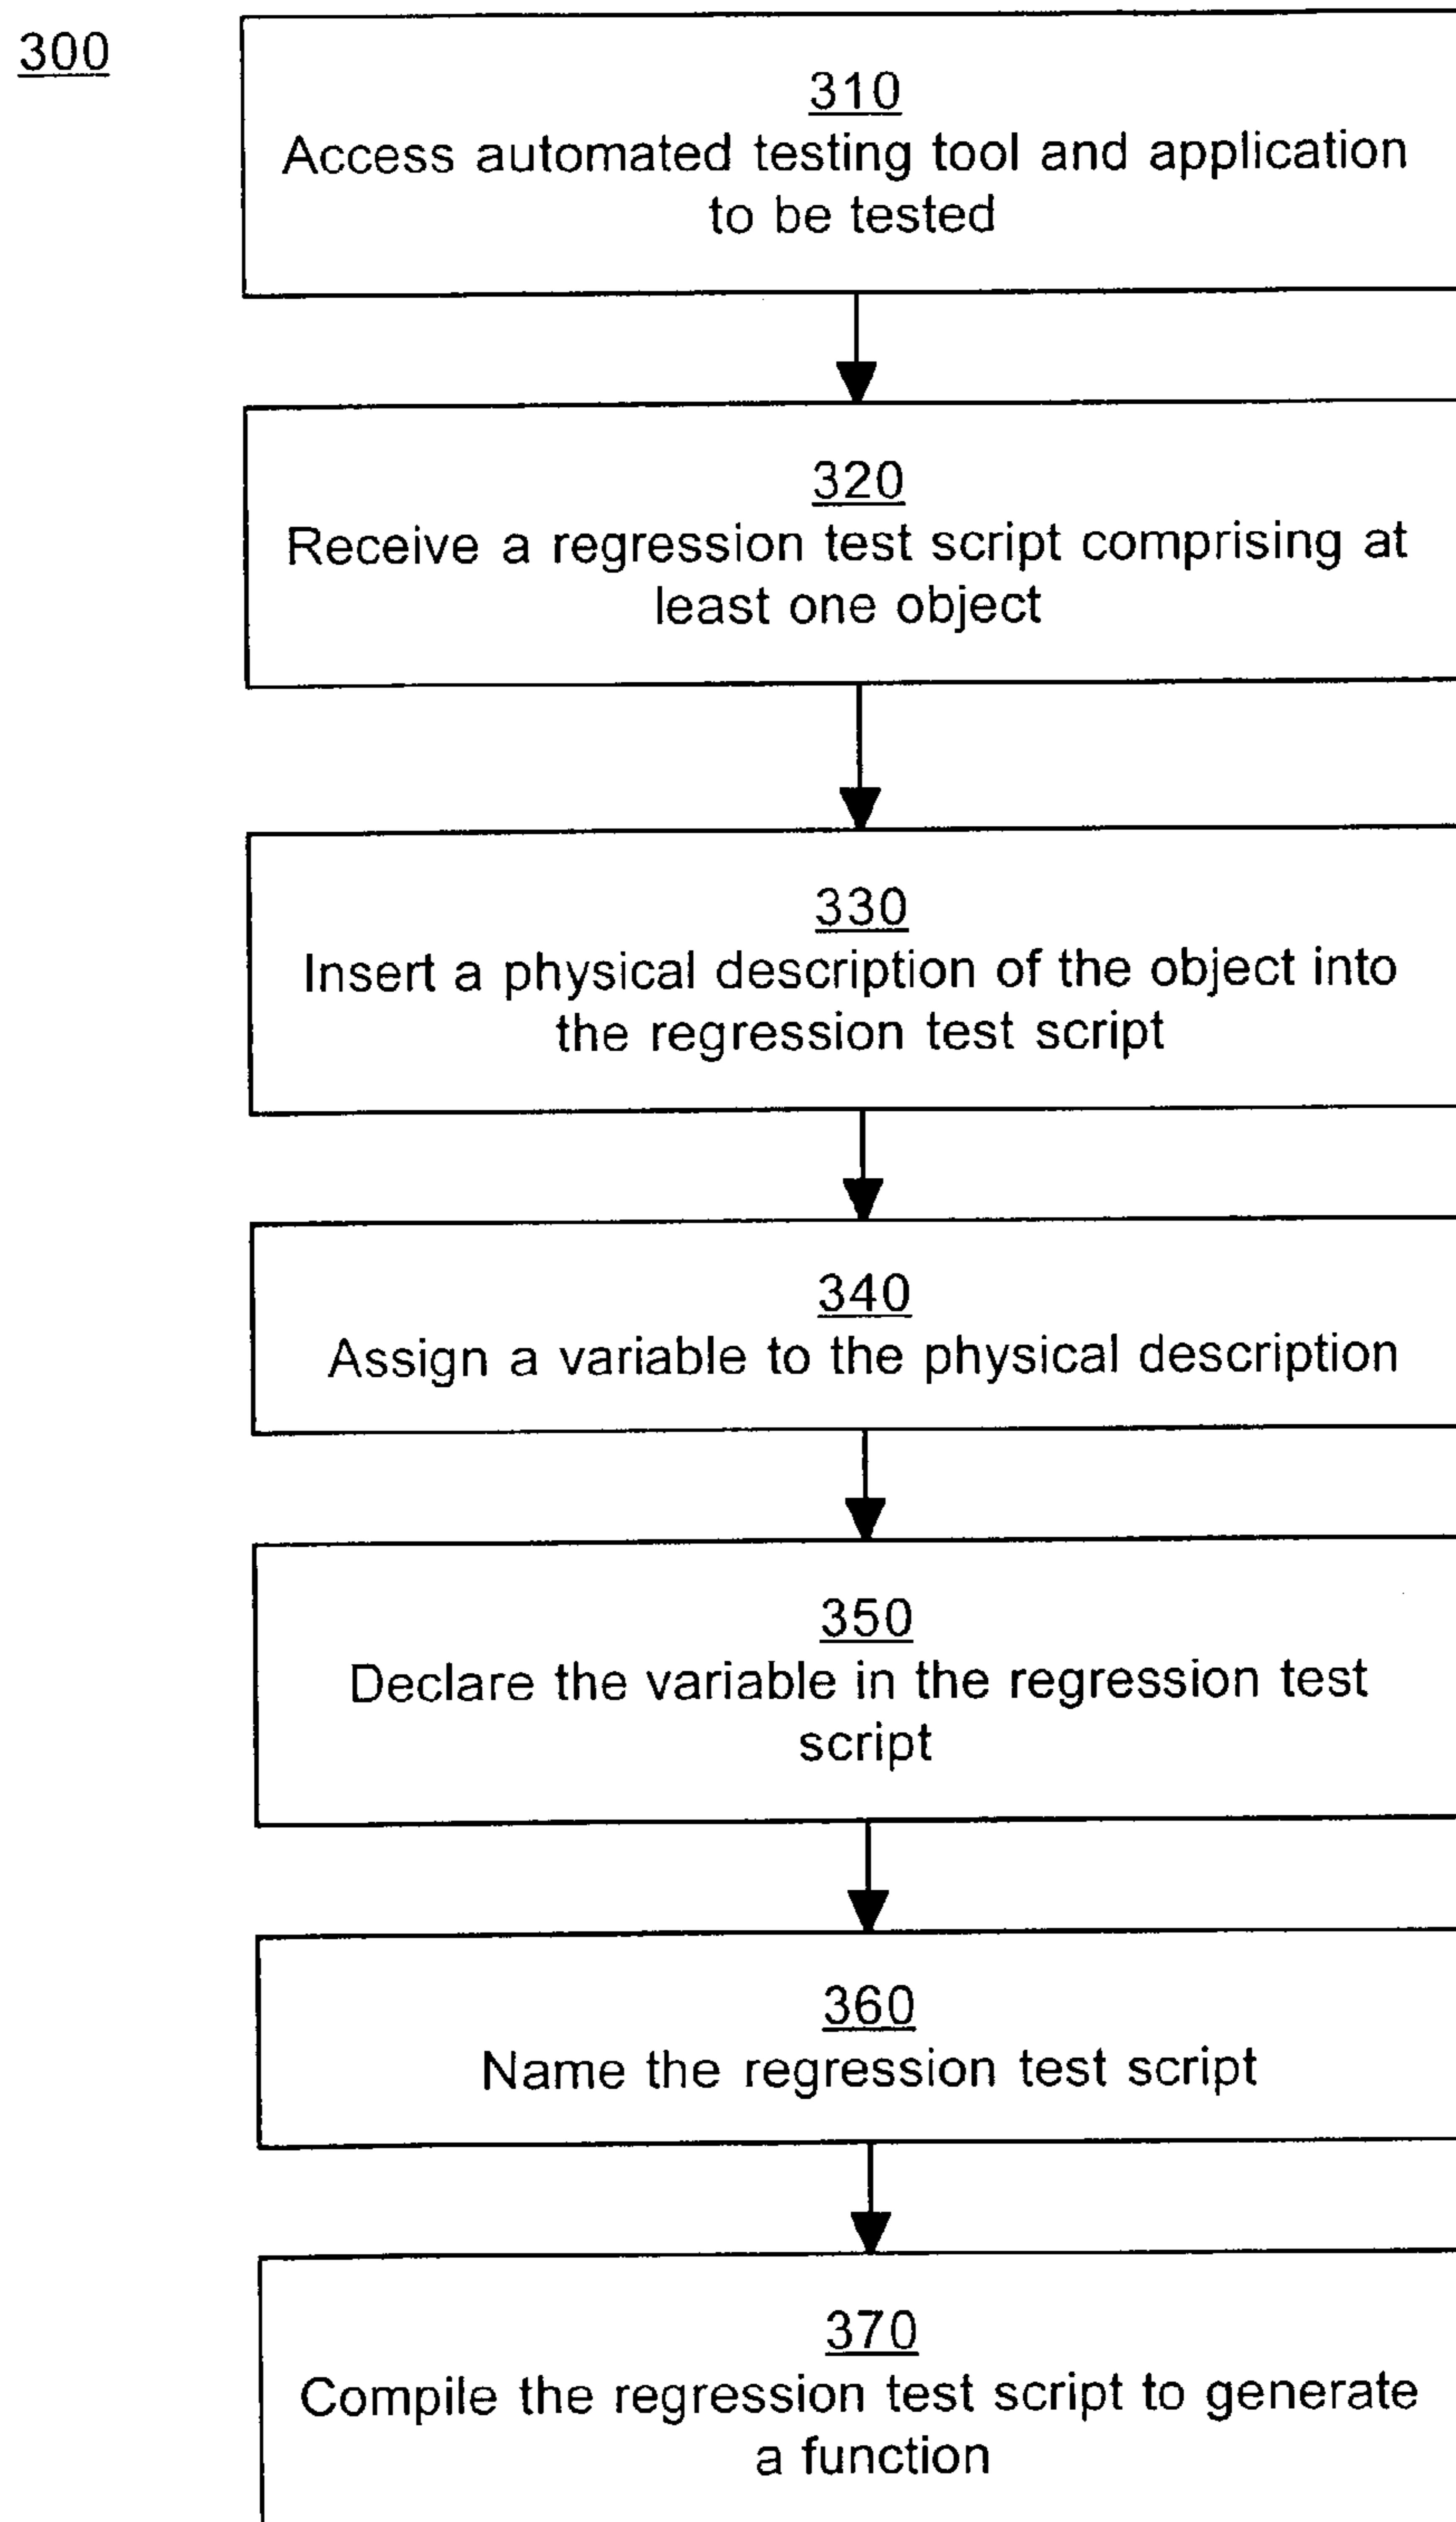 300
310
Access automated testing tool and application
to be tested
320
Receive a regression test script comprising at
least one object
330
Insert a physical description of the object into
the regression test script
340
Assign a variable to the physical description
350
Declare the variable in the regression test
script
360
Name the regression test script
370
Compile the regression test script to generate
a function